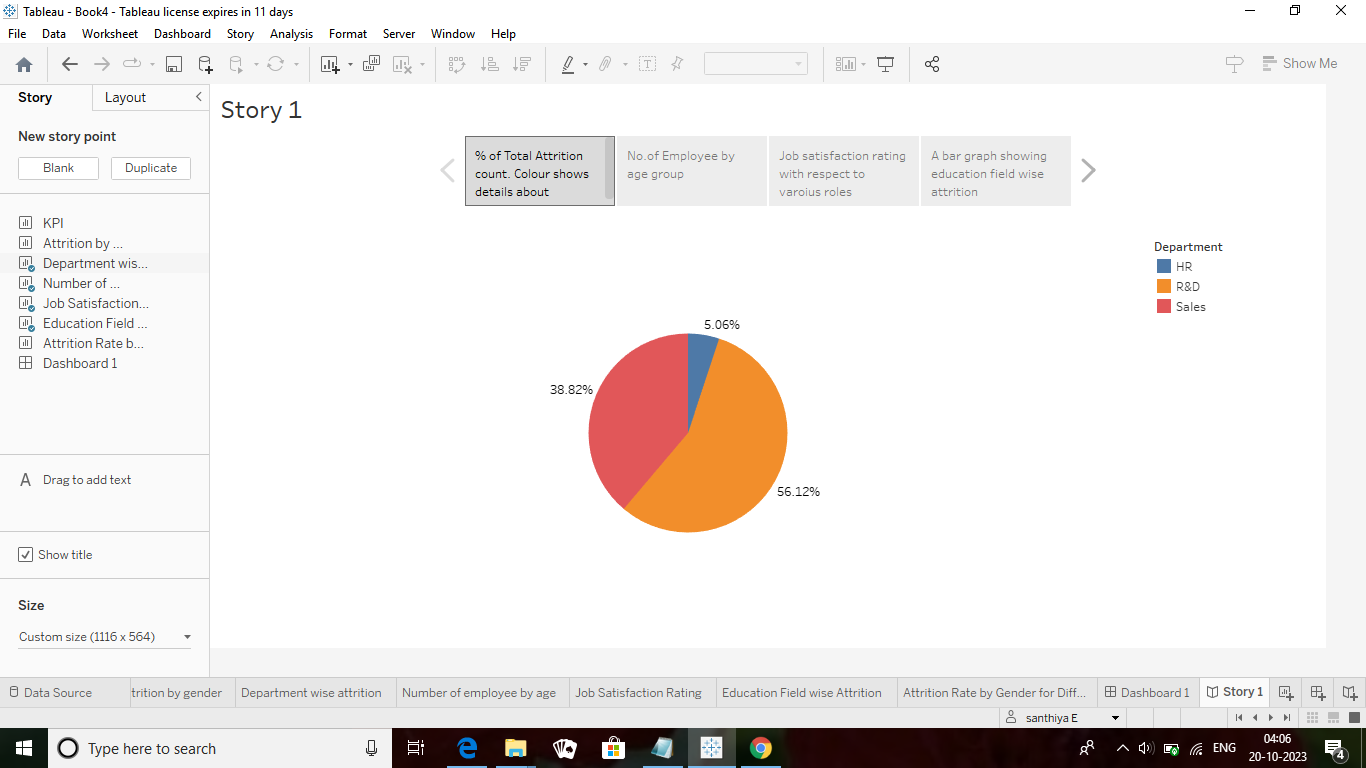 Tableau - Book4 - Tableau license expires in 11 days
File Data Worksheet Dashboard Story Analysis Format Server Window Help
Show Me
Story Layout
New story point
Blank Duplicate
KPI
Attrition by ...
Department wis...
Number of ...
Job Satisfaction...
Education Field ...
Attrition Rate b...
Dashboard 1
A Drag to add text
Show title
Size
Custom size (1116 x 564)
Story 1
% of Total Attrition
count. Colour shows
details about
No.of Employee by
age group
Job satisfaction rating
with respect to
varoius roles
A bar graph showing
education field wise
attrition
Department
HR
R&D
Sales
5.06%
38.82%
56.12%
Data Source trition by gender Department wise attrition Number of employee by age Job Satisfaction Rating Education Field wise Attrition Attrition Rate by Gender for Diff... Dashboard 1 Story 1
santhiya E
Type here to search
ENG
04:06
20-10-2023
4